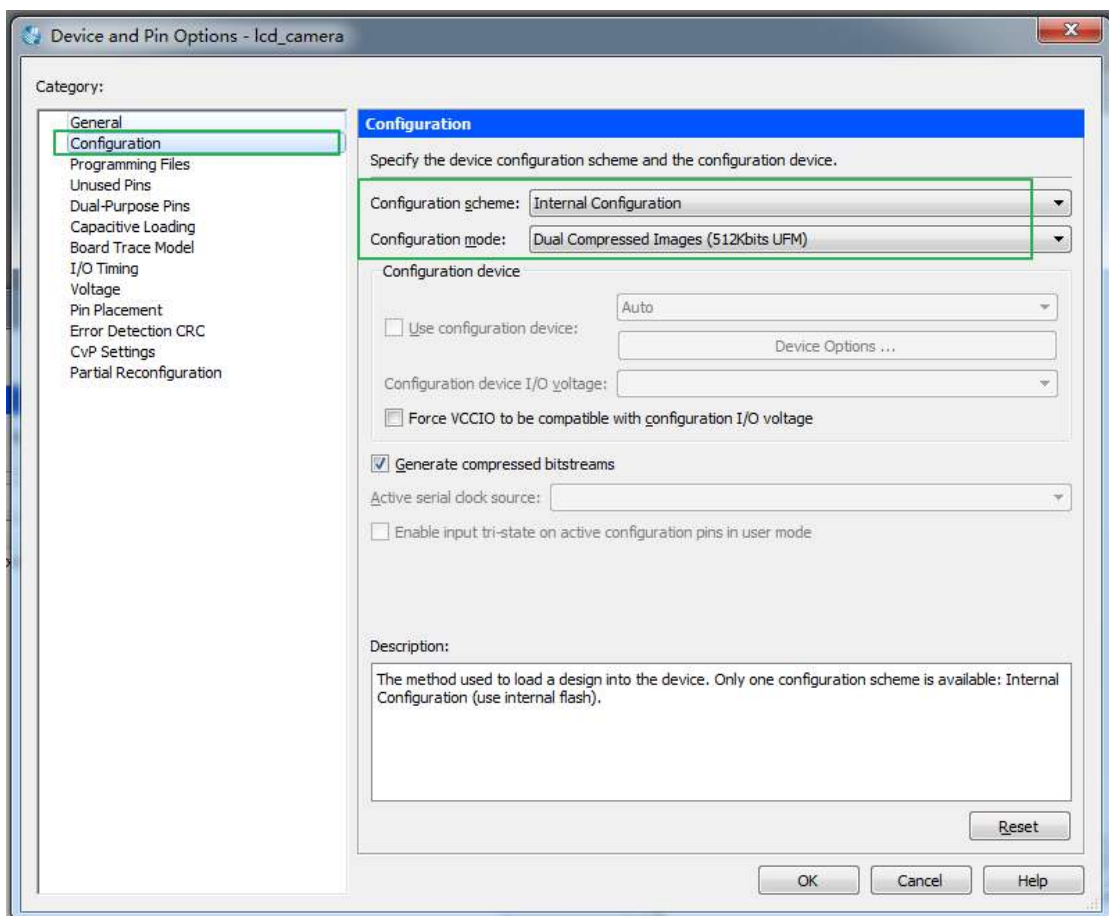 Device and Pin Options - lcd_camera
Category:
General
Configuration
Programming Files
Unused Pins
Dual-Purpose Pins
Capacitive Loading
Board Trace Model
I/O Timing
Voltage
Pin Placement
Error Detection CRC
CvP Settings
Partial Reconfiguration
Configuration
Specify the device configuration scheme and the configuration device.
Configuration scheme: Internal Configuration
Configuration mode: Dual Compressed Images (512Kbits UFM)
Configuration device
Auto
Use configuration device:
Device Options ...
Configuration device I/O voltage:
Force VCCIO to be compatible with configuration I/O voltage
Generate compressed bitstreams
Active serial clock source:
Enable input tri-state on active configuration pins in user mode
Description:
The method used to load a design into the device. Only one configuration scheme is available: Internal
Configuration (use internal flash).
Reset
OK Cancel Help